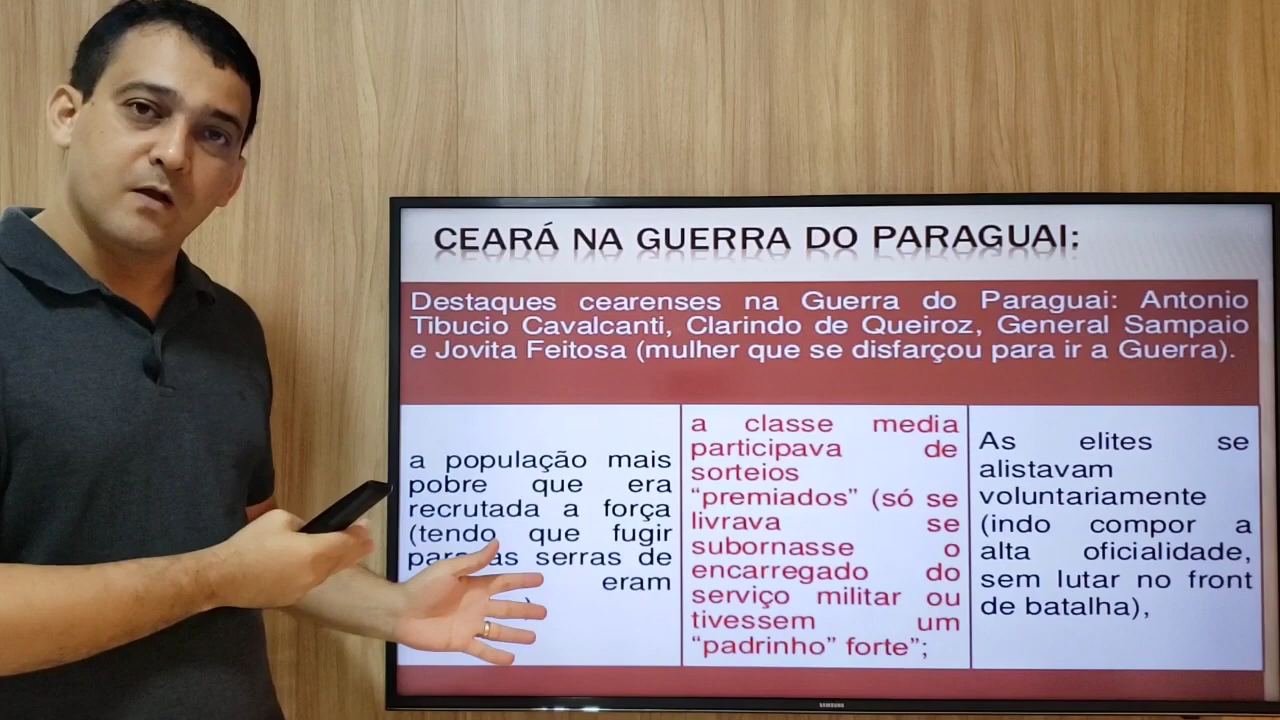 CEARÁ NA GUERRA DO PARAGUAI:
Destaques cearenses na Guerra do Paraguai: Antonio
Tibucio Cavalcanti, Clarindo de Queiroz, General Sampaio
e Jovita Feitosa (mulher que se disfarçou para ir a Guerra).
a população mais
pobre que era
recrutada a força
(tendo que fugir
as serras de
eram
)
a classe media
participava de
sorteios
“premiados” (só se
livrava se
subornasse o
encarregado do
serviço militar ou
tivessem um
“padrinho” forte”;
As elites se
alistavam
voluntariamente
(indo compor a
alta oficialidade,
sem lutar no front
de batalha),
SAMSUNG